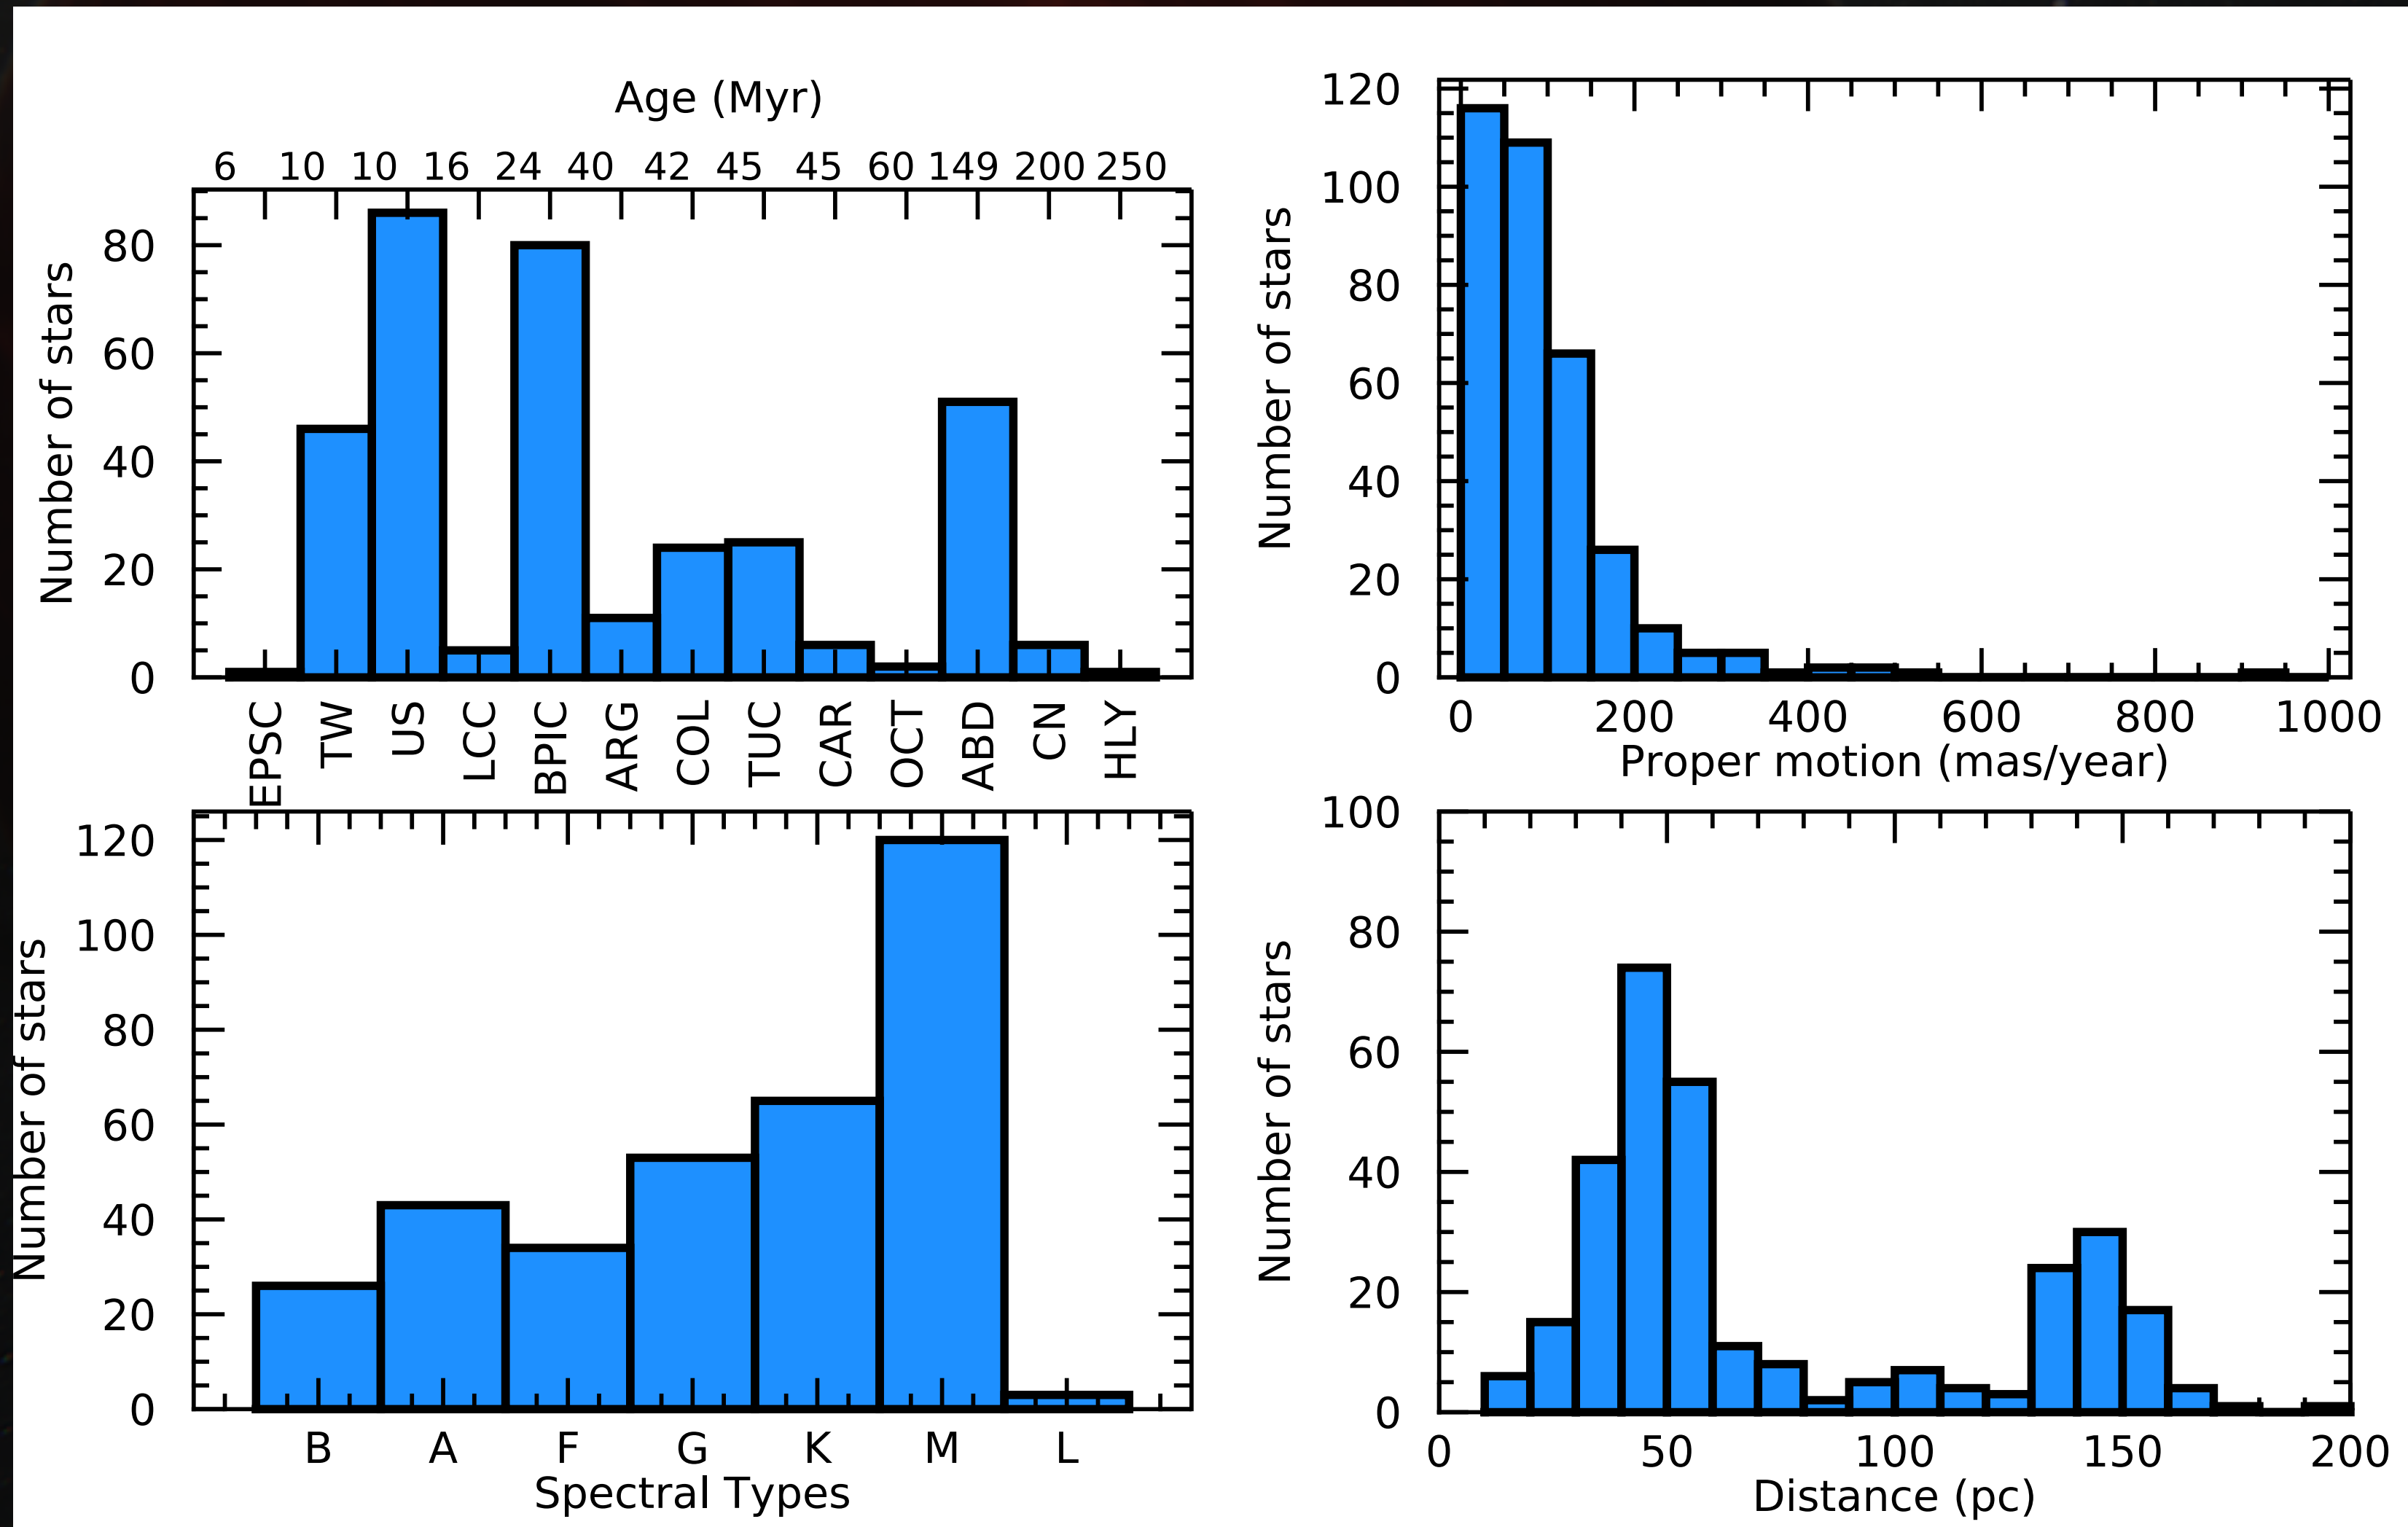 Age (Myr)
6 10 10 16 24 40 42 45 45 60 149 200 250
Number of stars
80
60
40
20
0
EPSC TW US LCC BPIC ARG COL TUC CAR OCT ABD CN HLY
Number of stars
120
100
80
60
40
20
0
0 200 400 600 800 1000
Proper motion (mas/year)
Number of stars
120
100
80
60
40
20
0
B A F G K M L
Spectral Types
Number of stars
100
80
60
40
20
0
0 50 100 150 200
Distance (pc)